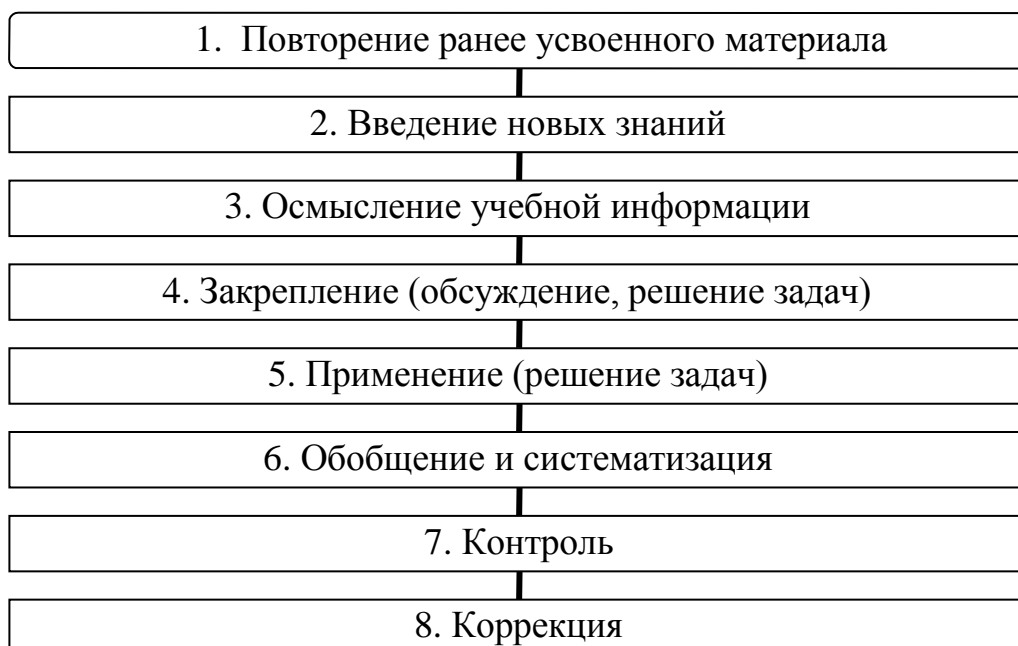 1. Повторение ранее усвоенного материала
2. Введение новых знаний
3. Осмысление учебной информации
4. Закрепление (обсуждение, решение задач)
5. Применение (решение задач)
6. Обобщение и систематизация
7. Контроль
8. Коррекция